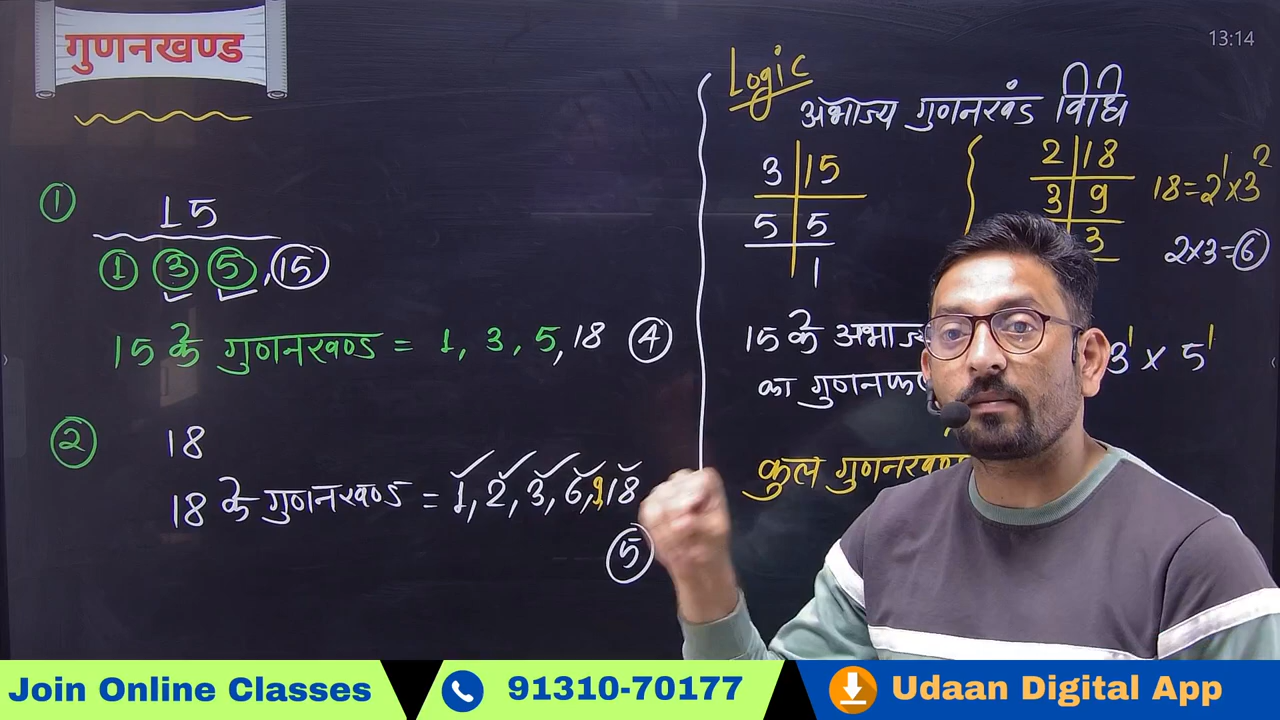 गुणनखण्ड
13:14
① 15
① ③ ⑤, ⑮
15 के गुणनखण्ड = 1, 3, 5, 18 ④
② 18
18 के गुणनखण्ड = 1, 2, 3, 6, 9, 18
⑤
Logic
अभाज्य गुणनखंड विधि
3 | 15
5 | 5
1
2 | 18
3 | 9
3
18 = 2¹ × 3²
2×3 = ⑥
15 के अभाज्य
3¹ × 5¹
का गुणनफल
कुल गुणनखण्ड
Join Online Classes
91310-70177
Udaan Digital App